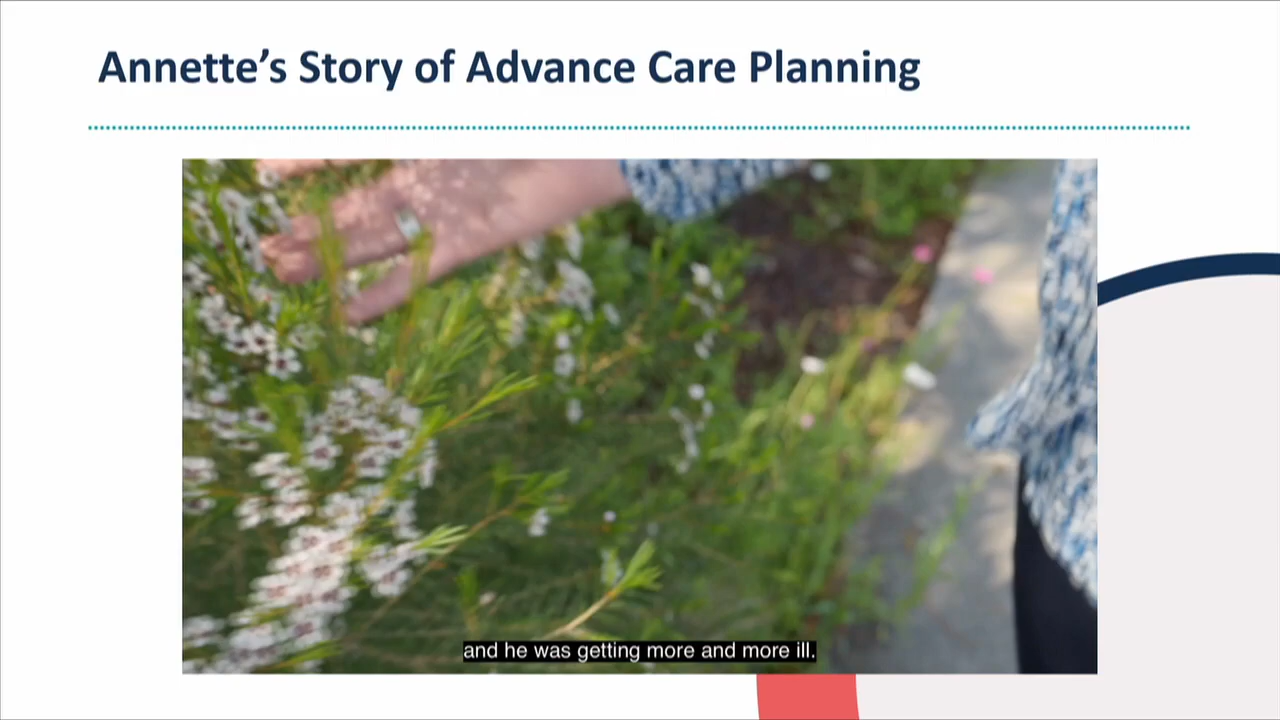 Annette’s Story of Advance Care Planning
and he was getting more and more ill.